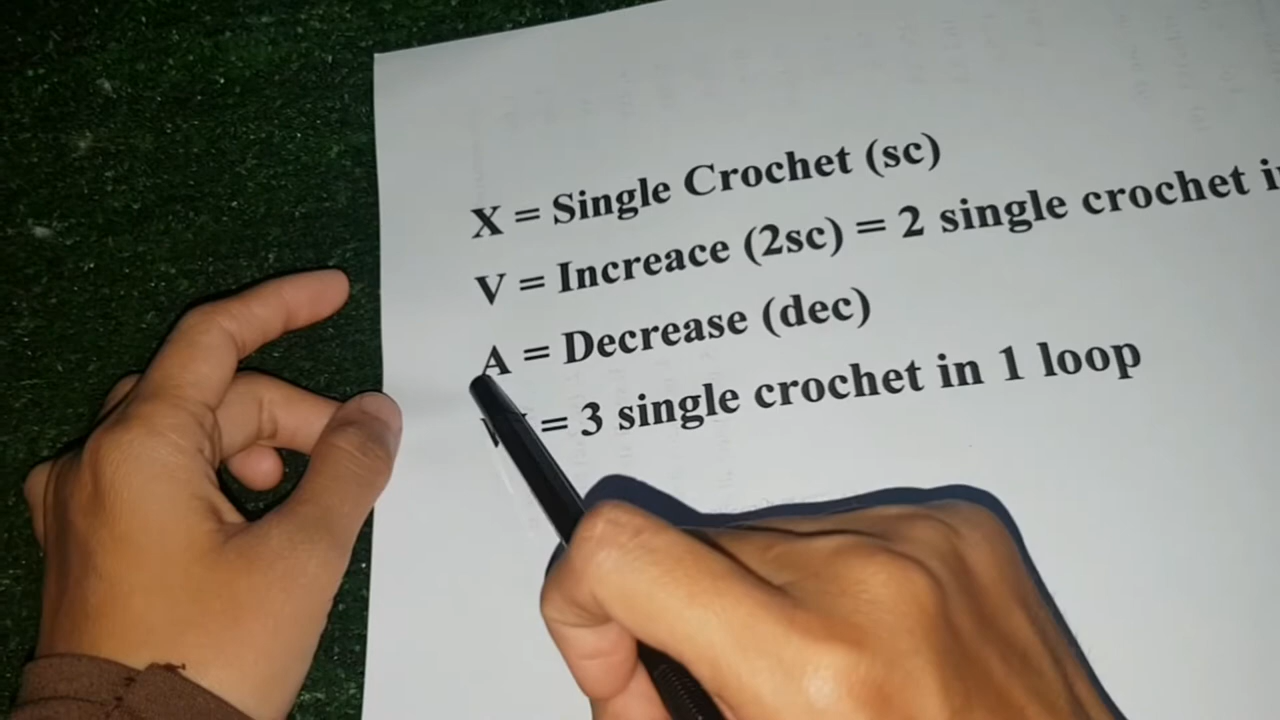 X = Single Crochet (sc)
V = Increace (2sc) = 2 single crochet
A = Decrease (dec)
= 3 single crochet in 1 loop